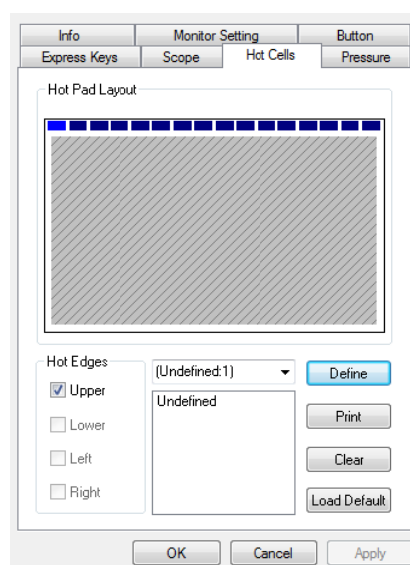 Info Monitor Setting Button
Express Keys Scope Hot Cells Pressure
Hot Pad Layout
Hot Edges
(Undefined:1) Define
Upper
Undefined
Print
Lower
Left Clear
Right
Load Default
OK Cancel Apply